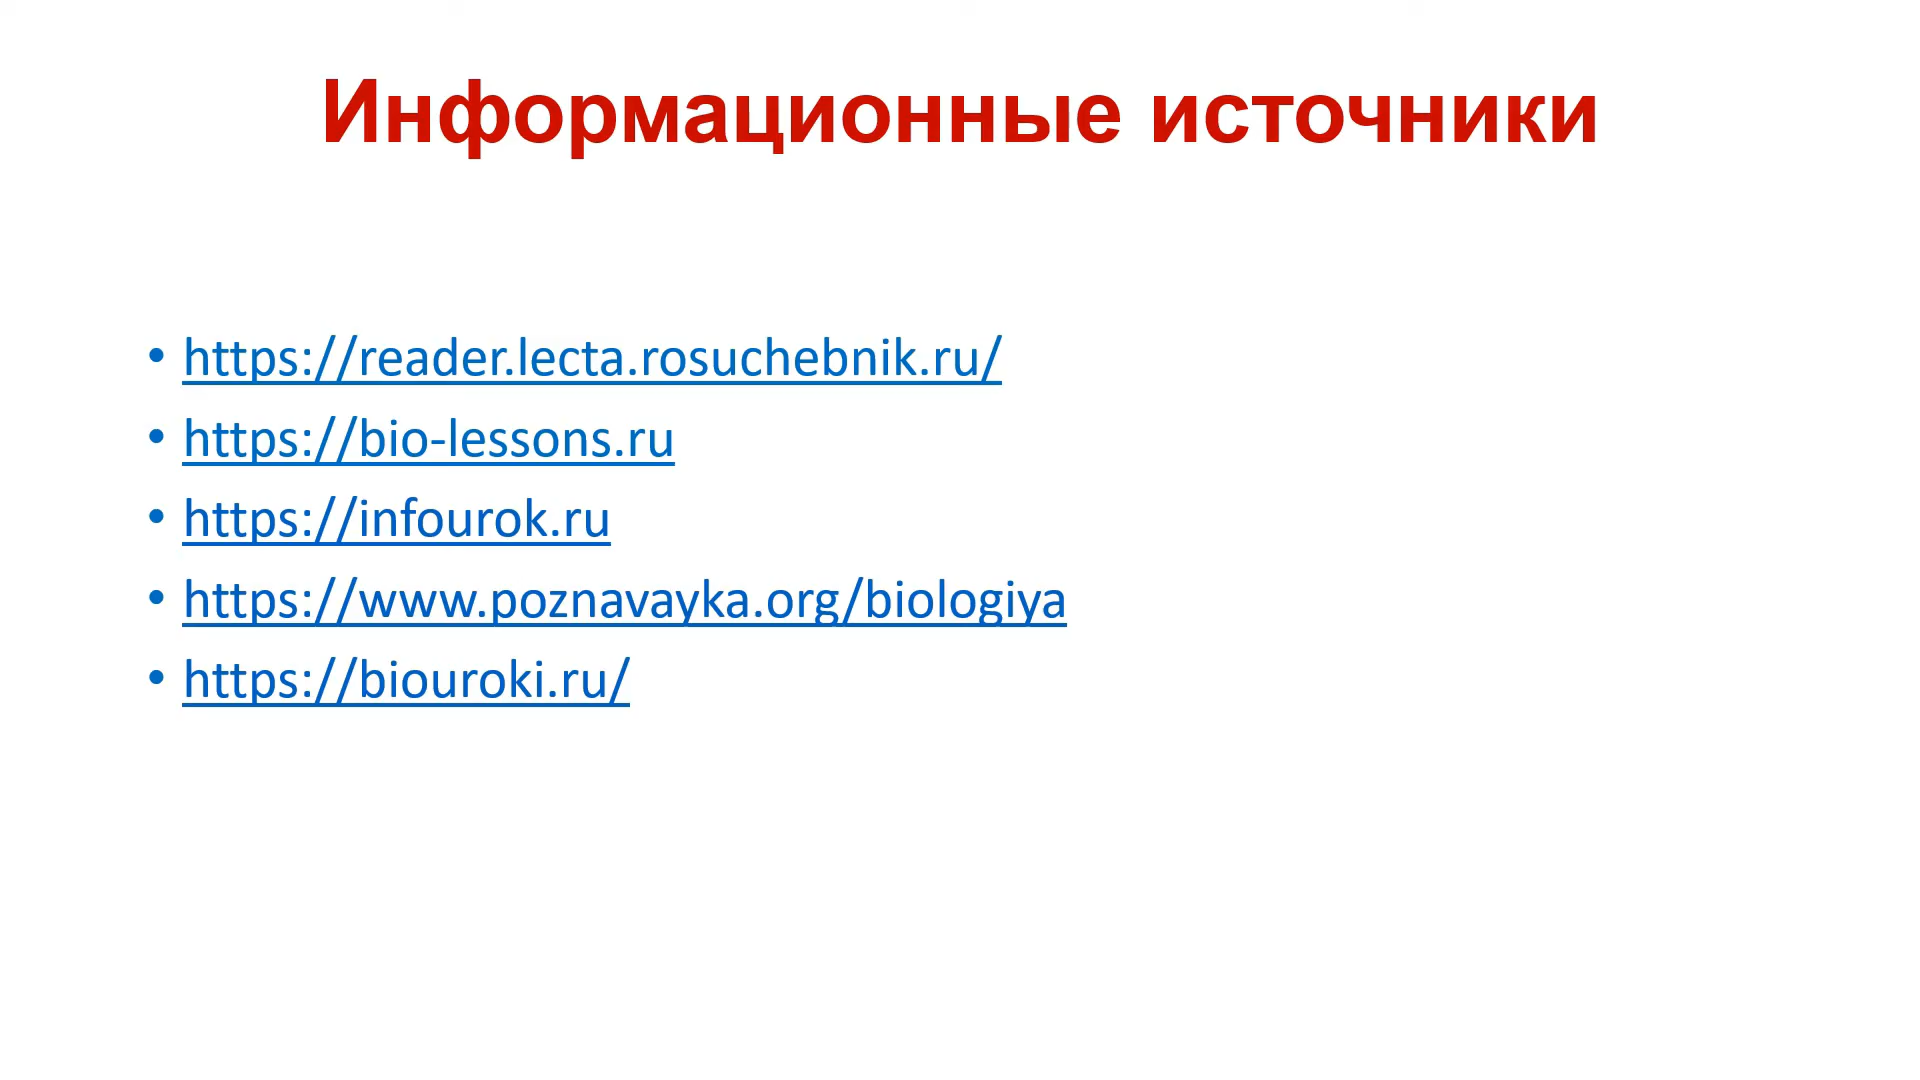 Информационные источники
• https://reader.lecta.rosuchebnik.ru/
• https://bio-lessons.ru
• https://infourok.ru
• https://www.poznavayka.org/biologiya
• https://biouroki.ru/